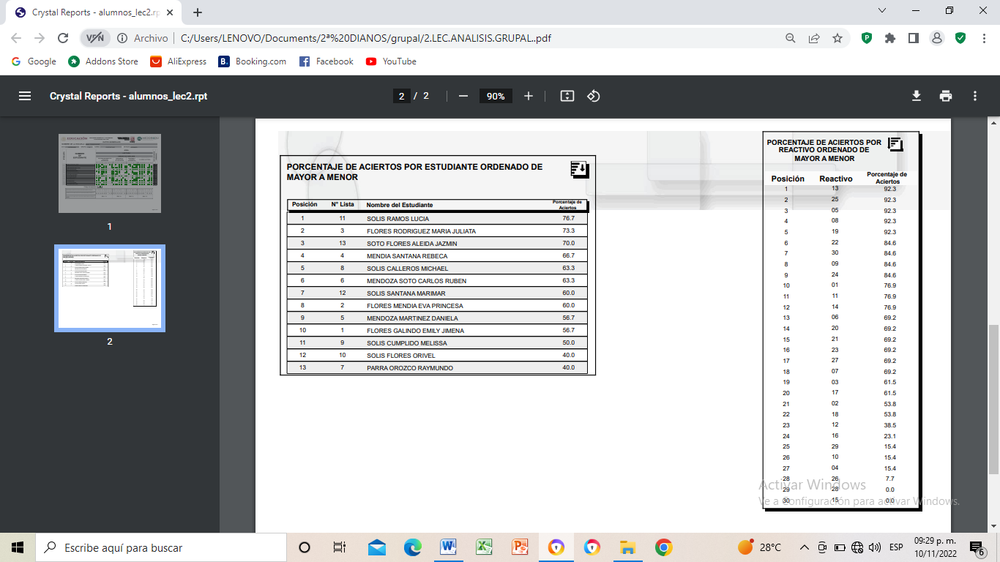 Crystal Reports - alumnos_lec2.rp
VPN Archivo C:/Users/LENOVO/Documents/2ª%20DIANOS/grupal/2.LEC.ANALISIS.GRUPAL..pdf
Google Addons Store AliExpress Booking.com Facebook YouTube
Crystal Reports - alumnos_lec2.rpt 2 / 2 90%
1
2
PORCENTAJE DE ACIERTOS POR ESTUDIANTE ORDENADO DE
MAYOR A MENOR
Posición N° Lista Nombre del Estudiante Porcentaje de Aciertos
1 11 SOLIS RAMOS LUCIA 76.7
2 3 FLORES RODRIGUEZ MARIA JULIATA 73.3
3 13 SOTO FLORES ALEIDA JAZMIN 70.0
4 4 MENDIA SANTANA REBECA 66.7
5 8 SOLIS CALLEROS MICHAEL 63.3
6 6 MENDOZA SOTO CARLOS RUBEN 63.3
7 12 SOLIS SANTANA MARIMAR 60.0
8 2 FLORES MENDIA EVA PRINCESA 60.0
9 5 MENDOZA MARTINEZ DANIELA 56.7
10 1 FLORES GALINDO EMILY JIMENA 56.7
11 9 SOLIS CUMPLIDO MELISSA 50.0
12 10 SOLIS FLORES ORIVEL 40.0
13 7 PARRA OROZCO RAYMUNDO 40.0
PORCENTAJE DE ACIERTOS POR
REACTIVO ORDENADO DE
MAYOR A MENOR
Posición Reactivo Porcentaje de Aciertos
1 13 92.3
2 25 92.3
3 05 92.3
4 08 92.3
5 19 92.3
6 22 84.6
7 30 84.6
8 09 84.6
9 24 84.6
10 01 76.9
11 11 76.9
12 14 76.9
13 06 69.2
14 20 69.2
15 21 69.2
16 23 69.2
17 27 69.2
18 07 69.2
19 03 61.5
20 17 61.5
21 02 53.8
22 18 53.8
23 12 38.5
24 16 23.1
25 29 15.4
26 10 15.4
27 04 15.4
28 26 7.7
29 28 0.0
30 15 0.0
Activar Windows
Ve a Configuración para activar Windows.
Escribe aquí para buscar 28°C ESP 09:29 p. m.
10/11/2022 6